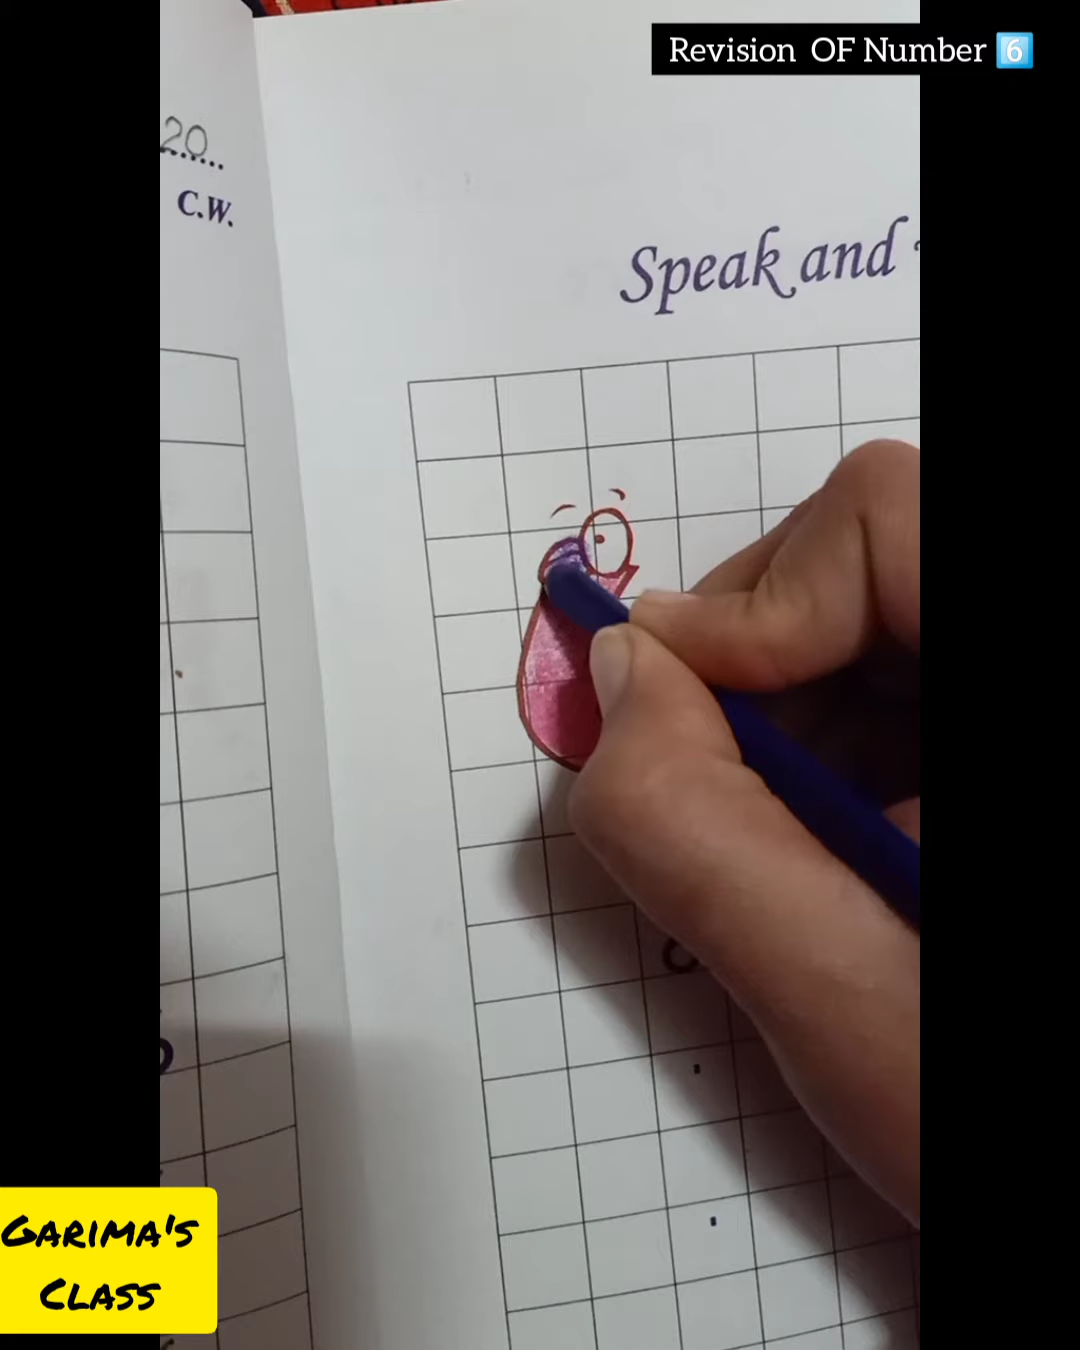 Revision OF Number 6️⃣
20
C.W.
Speak and
GARIMA'S
CLASS